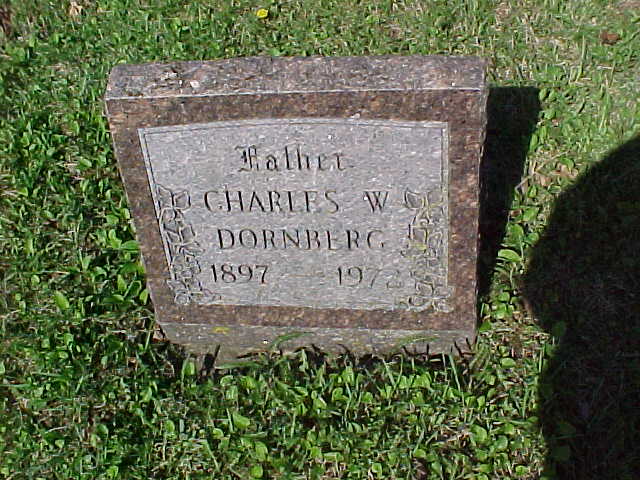 Father
CHARLES W
DORNBERG
1897 1972